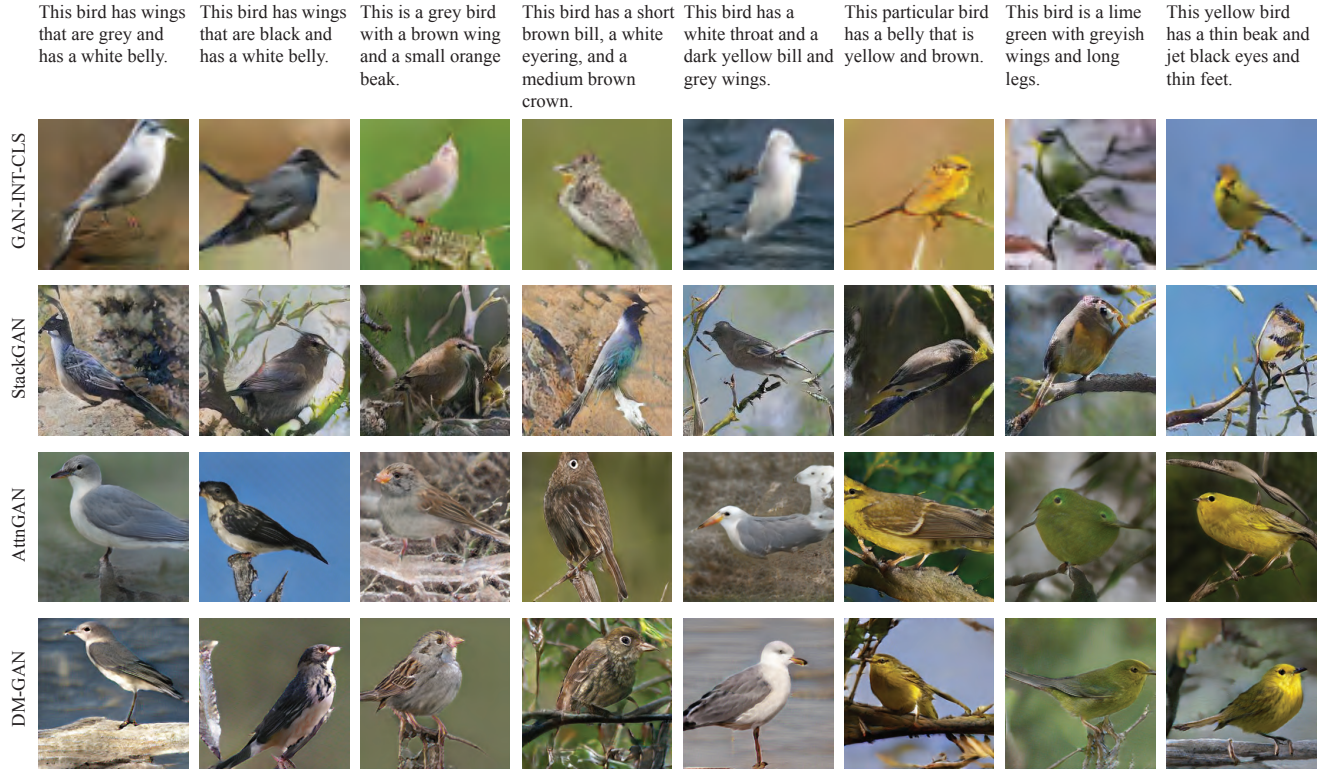 This bird has wings
that are grey and
has a white belly.
This bird has wings
that are black and
has a white belly.
This is a grey bird
with a brown wing
and a small orange
beak.
This bird has a short
brown bill, a white
eyering, and a
medium brown
crown.
This bird has a
white throat and a
dark yellow bill and
grey wings.
This particular bird
has a belly that is
yellow and brown.
This bird is a lime
green with greyish
wings and long
legs.
This yellow bird
has a thin beak and
jet black eyes and
thin feet.
GAN-INT-CLS
StackGAN
AttnGAN
DM-GAN